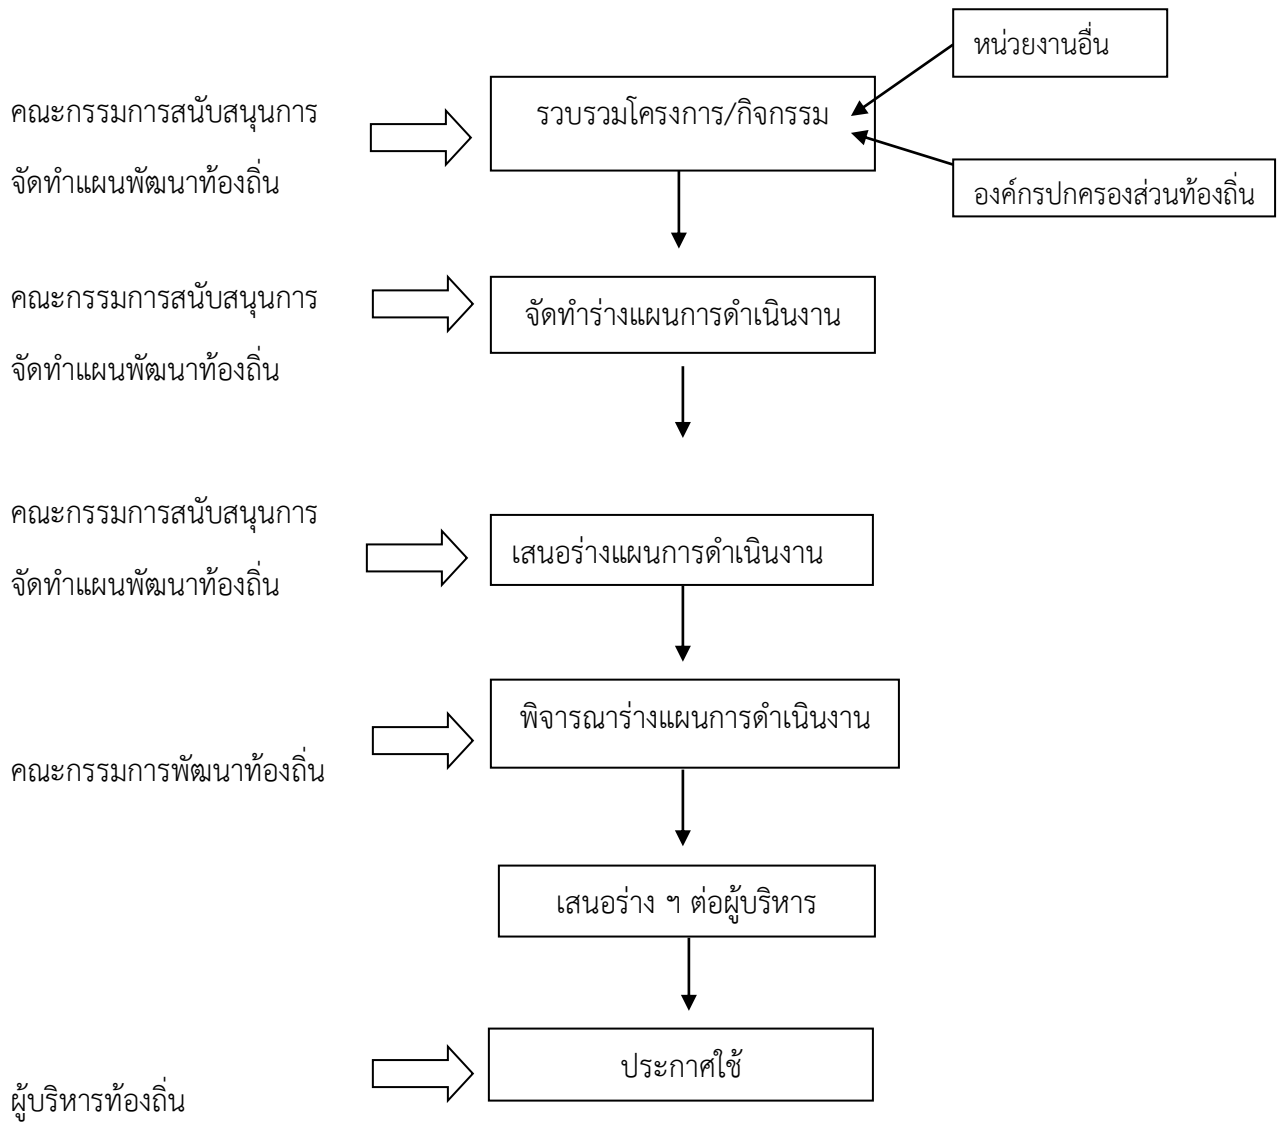 หน่วยงานอื่น
คณะกรรมการสนับสนุนการ
จัดทำแผนพัฒนาท้องถิ่น
รวบรวมโครงการ/กิจกรรม
องค์กรปกครองส่วนท้องถิ่น
คณะกรรมการสนับสนุนการ
จัดทำแผนพัฒนาท้องถิ่น
จัดทำร่างแผนการดำเนินงาน
คณะกรรมการสนับสนุนการ
จัดทำแผนพัฒนาท้องถิ่น
เสนอร่างแผนการดำเนินงาน
คณะกรรมการพัฒนาท้องถิ่น
พิจารณาร่างแผนการดำเนินงาน
เสนอร่าง ฯ ต่อผู้บริหาร
ผู้บริหารท้องถิ่น
ประกาศใช้